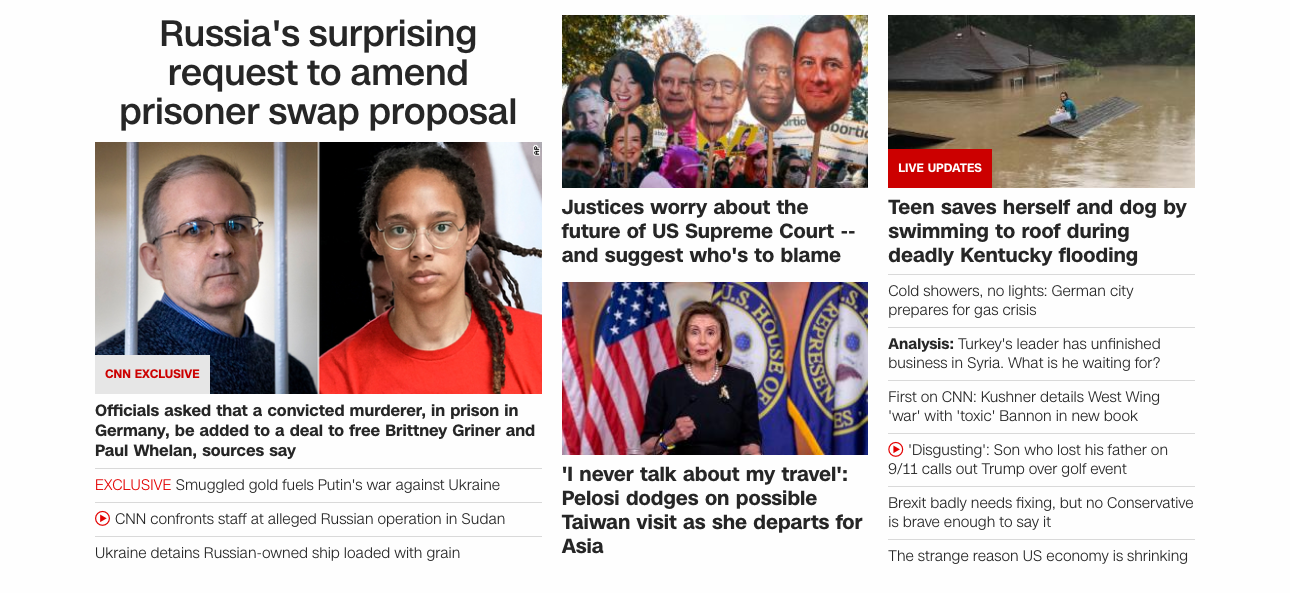 Russia's surprising
request to amend
prisoner swap proposal
AP
CNN EXCLUSIVE
Officials asked that a convicted murderer, in prison in
Germany, be added to a deal to free Brittney Griner and
Paul Whelan, sources say
EXCLUSIVE Smuggled gold fuels Putin's war against Ukraine
CNN confronts staff at alleged Russian operation in Sudan
Ukraine detains Russian-owned ship loaded with grain
Justices worry about the
future of US Supreme Court --
and suggest who's to blame
U.S. HOUSE OF
REPRESEN
ES
'I never talk about my travel':
Pelosi dodges on possible
Taiwan visit as she departs for
Asia
LIVE UPDATES
Teen saves herself and dog by
swimming to roof during
deadly Kentucky flooding
Cold showers, no lights: German city
prepares for gas crisis
Analysis: Turkey's leader has unfinished
business in Syria. What is he waiting for?
First on CNN: Kushner details West Wing
'war' with 'toxic' Bannon in new book
'Disgusting': Son who lost his father on
9/11 calls out Trump over golf event
Brexit badly needs fixing, but no Conservative
is brave enough to say it
The strange reason US economy is shrinking